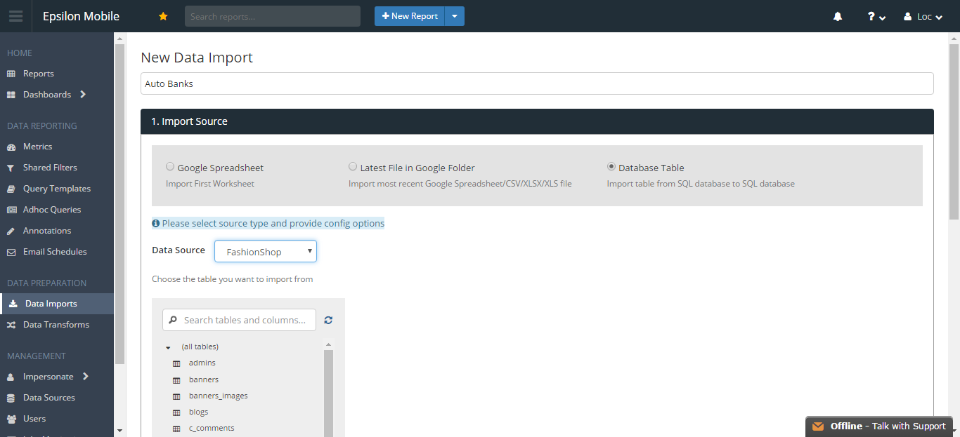 Epsilon Mobile
Search reports...
New Report
?
Loc
HOME
Reports
Dashboards
DATA REPORTING
Metrics
Shared Filters
Query Templates
Adhoc Queries
Annotations
Email Schedules
DATA PREPARATION
Data Imports
Data Transforms
MANAGEMENT
Impersonate
Data Sources
Users
New Data Import
Auto Banks
1. Import Source
Google Spreadsheet
Import First Worksheet
Latest File in Google Folder
Import most recent Google Spreadsheet/CSV/XLSX/XLS file
Database Table
Import table from SQL database to SQL database
Please select source type and provide config options
Data Source
FashionShop
Choose the table you want to import from
Search tables and columns...
(all tables)
admins
banners
banners_images
blogs
c_comments
Offline - Talk with Support